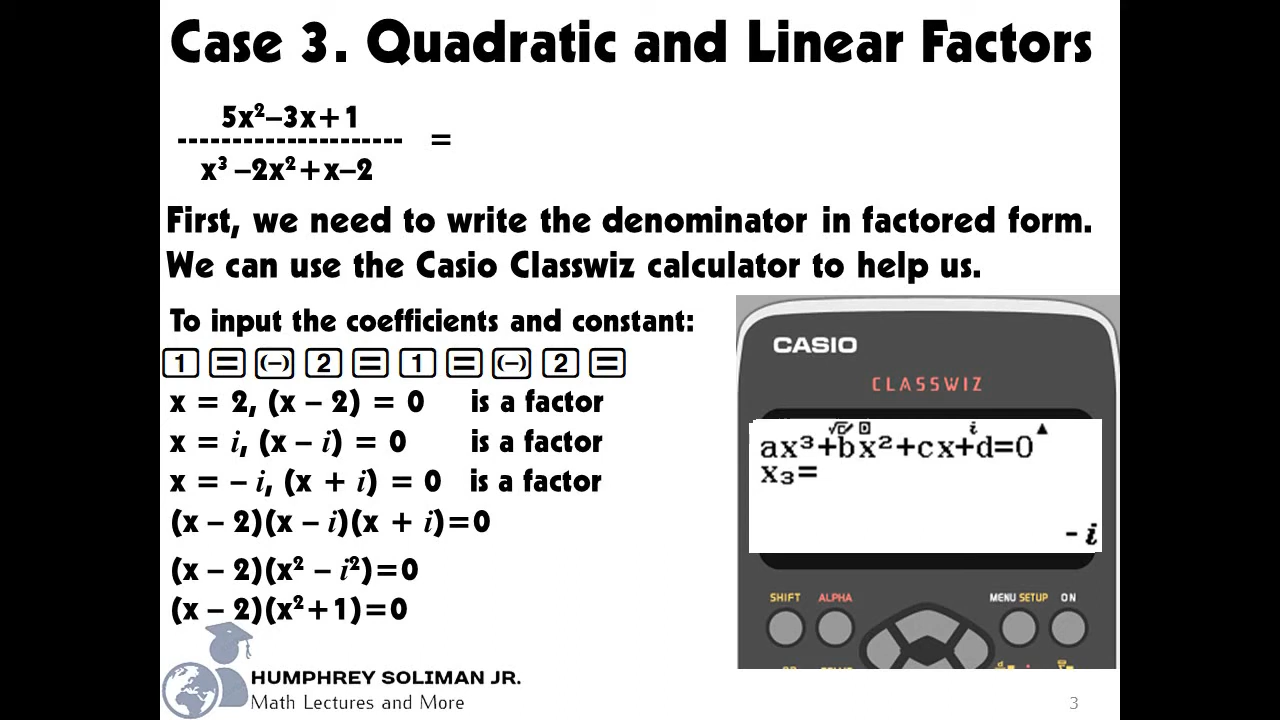 Case 3. Quadratic and Linear Factors
5x²–3x+1
--------------------- =
x³ –2x²+x–2
First, we need to write the denominator in factored form.
We can use the Casio Classwiz calculator to help us.
To input the coefficients and constant:
1 = (−) 2 = 1 = (−) 2 =
x = 2, (x – 2) = 0 is a factor
x = i, (x – i) = 0 is a factor
x = – i, (x + i) = 0 is a factor
(x – 2)(x – i)(x + i)=0
(x – 2)(x² – i²)=0
(x – 2)(x²+1)=0
CASIO
CLASSWIZ
i ▲
ax³+bx²+cx+d=0
x₃=
-i
SHIFT ALPHA MENU SETUP ON
HUMPHREY SOLIMAN JR.
Math Lectures and More
3